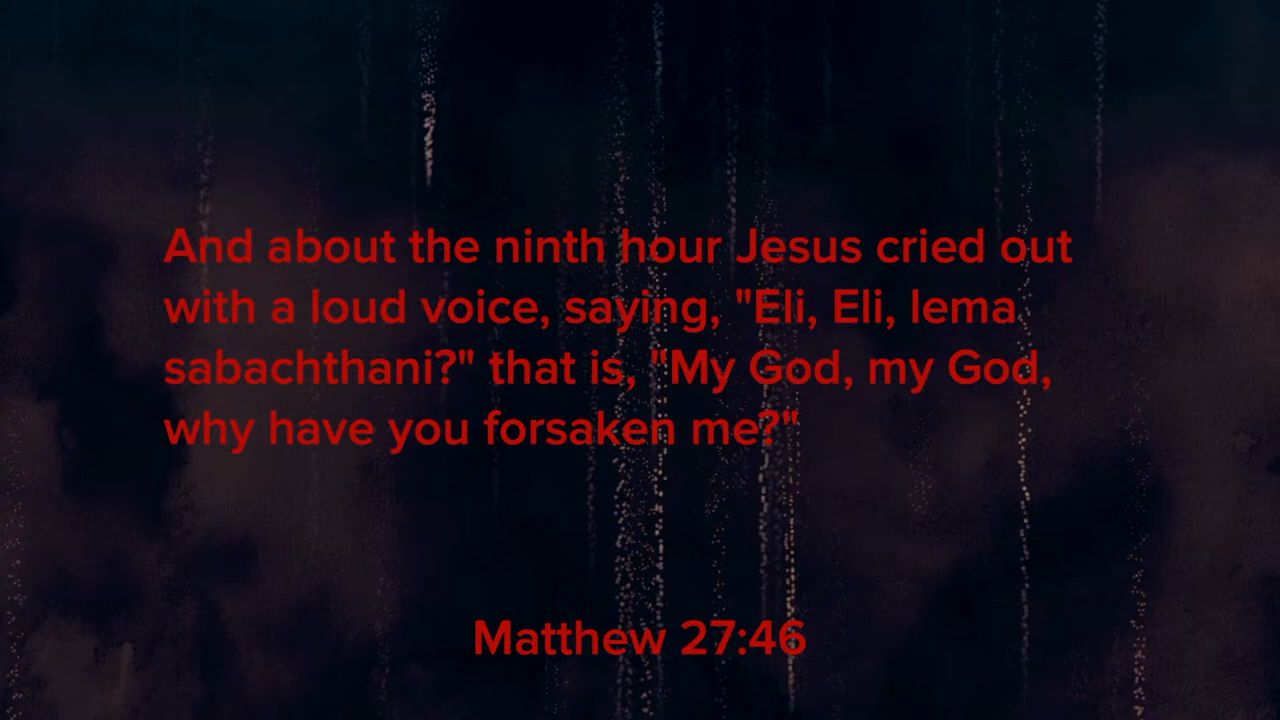 And about the ninth hour Jesus cried out
with a loud voice, saying, "Eli, Eli, lema
sabachthani?" that is, "My God, my God,
why have you forsaken me?"
Matthew 27:46